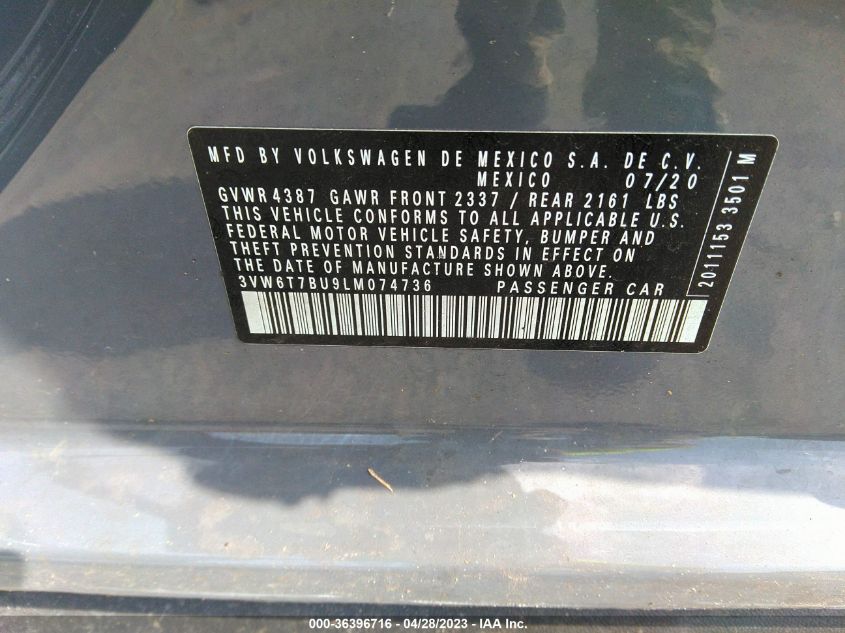 MFD BY VOLKSWAGEN DE MEXICO S.A. DE C.V.
MEXICO 07/20
GVWR 4387 GAWR FRONT 2337 / REAR 2161 LBS
THIS VEHICLE CONFORMS TO ALL APPLICABLE U.S.
FEDERAL MOTOR VEHICLE SAFETY, BUMPER AND
THEFT PREVENTION STANDARDS IN EFFECT ON
THE DATE OF MANUFACTURE SHOWN ABOVE.
3VW6T7BU9LM074736 PASSENGER CAR
2011153 3501 M
000-36396716 - 04/28/2023 - IAA Inc.